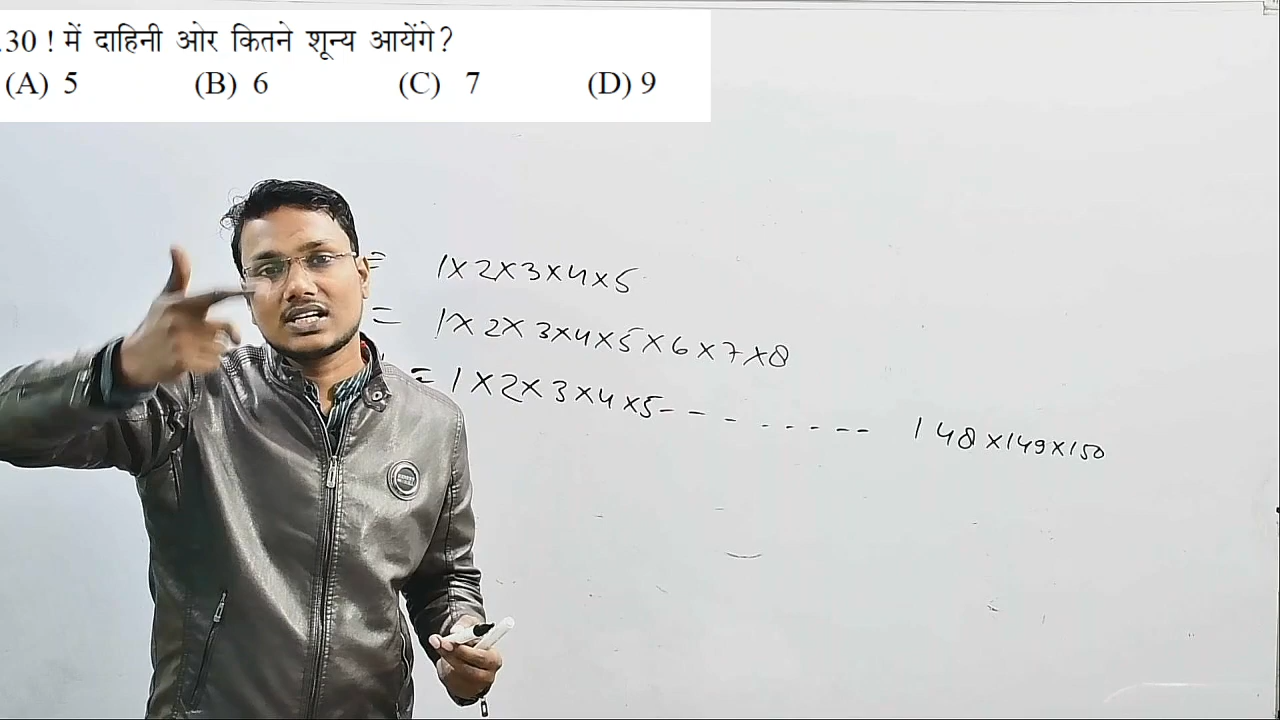 .30 ! में दाहिनी ओर कितने शून्य आयेंगे?
(A) 5 (B) 6 (C) 7 (D) 9
= 1×2×3×4×5
= 1×2×3×4×5×6×7×8
= 1×2×3×4×5-- - - - - - -- 148×149×150